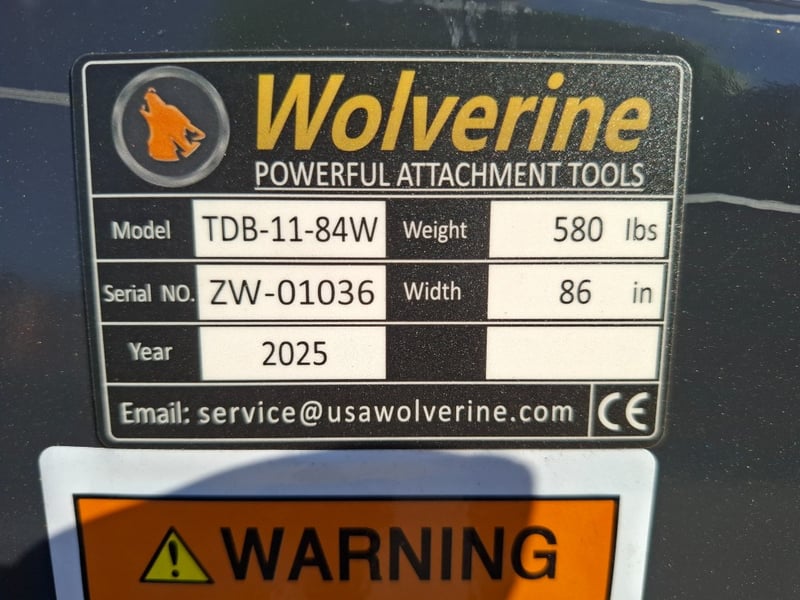 Wolverine
POWERFUL ATTACHMENT TOOLS
Model TDB-11-84W Weight 580 lbs
Serial NO. ZW-01036 Width 86 in
Year 2025
Email: service@usawolverine.com CE
WARNING